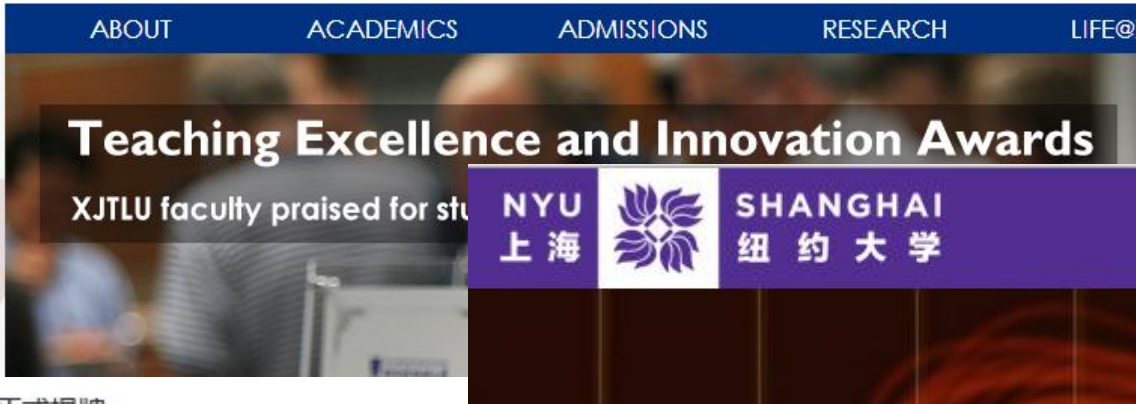 ABOUT ACADEMICS ADMISSIONS RESEARCH LIFE@
Teaching Excellence and Innovation Awards
XJTLU faculty praised for stu
NYU SHANGHAI
上海 纽约大学